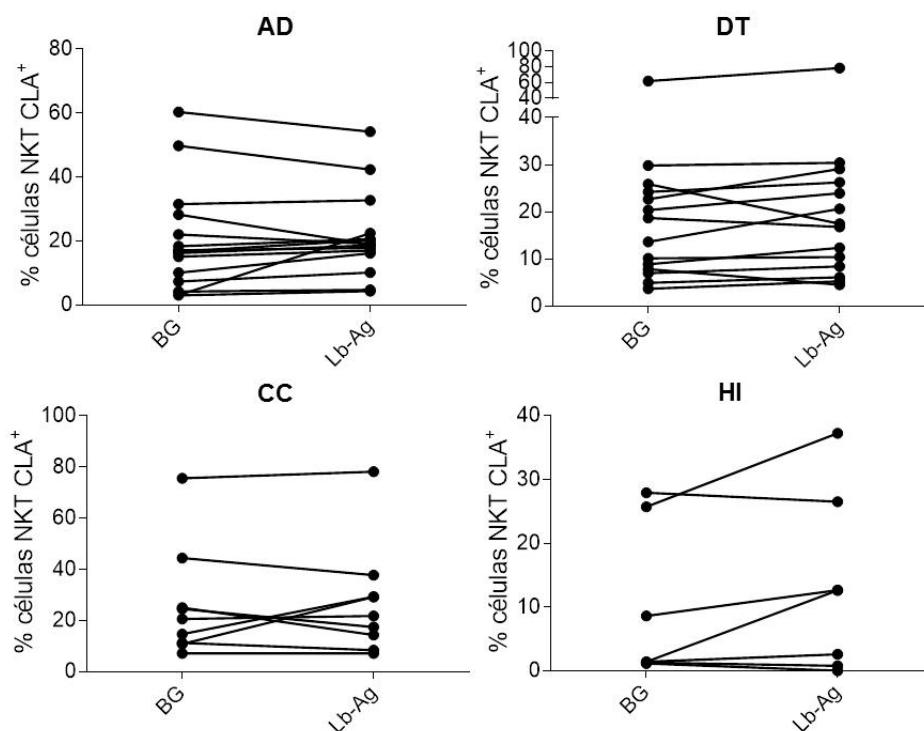 AD
% células NKT CLA+
80
60
40
20
0
BG
Lb-Ag
DT
% células NKT CLA+
100
80
60
40
40
30
20
10
0
BG
Lb-Ag
CC
% células NKT CLA+
100
80
60
40
20
0
BG
Lb-Ag
HI
% células NKT CLA+
40
30
20
10
0
BG
Lb-Ag